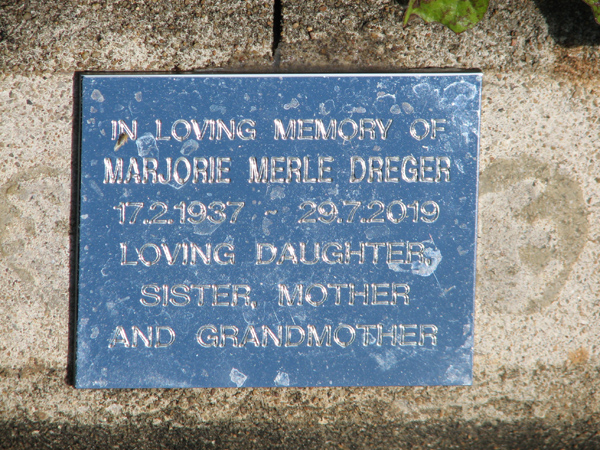 IN LOVING MEMORY OF
MARJORIE MERLE DREGER
17.2.1937 - 29.7.2019
LOVING DAUGHTER,
SISTER, MOTHER
AND GRANDMOTHER